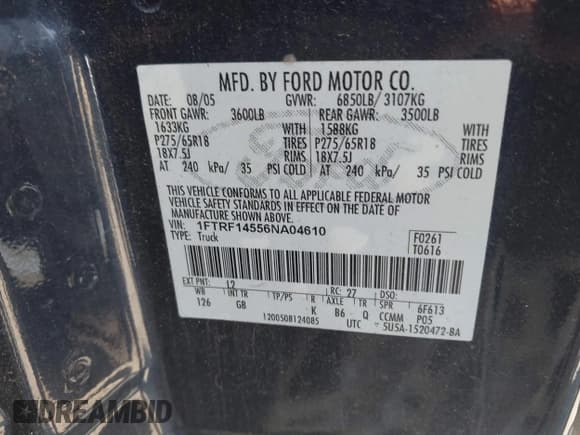 MFD. BY FORD MOTOR CO.
DATE: 08/05 GVWR: 6850LB/ 3107KG
FRONT GAWR: 3600LB REAR GAWR: 3500LB
1633KG WITH 1588KG WITH
P275/65R18 TIRES P275/65R18 TIRES
18X7.5J RIMS 18X7.5J RIMS
AT 240 kPa/ 35 PSI COLD AT 240 kPa/ 35 PSI COLD
THIS VEHICLE CONFORMS TO ALL APPLICABLE FEDERAL MOTOR
VEHICLE SAFETY STANDARDS IN EFFECT ON THE DATE OF
MANUFACTURE SHOWN ABOVE.
VIN: 1FTRF14556NA04610
TYPE: Truck
F0261
T0616
EXT PNT: L2 RC: 27 DSO:
WB INT TR TP/PS R AXLE TR SPR 6F613
126 GB K B6 Q CCMM P05
1200508124085 UTC 5U5A-1520472-BA
DREAMBID